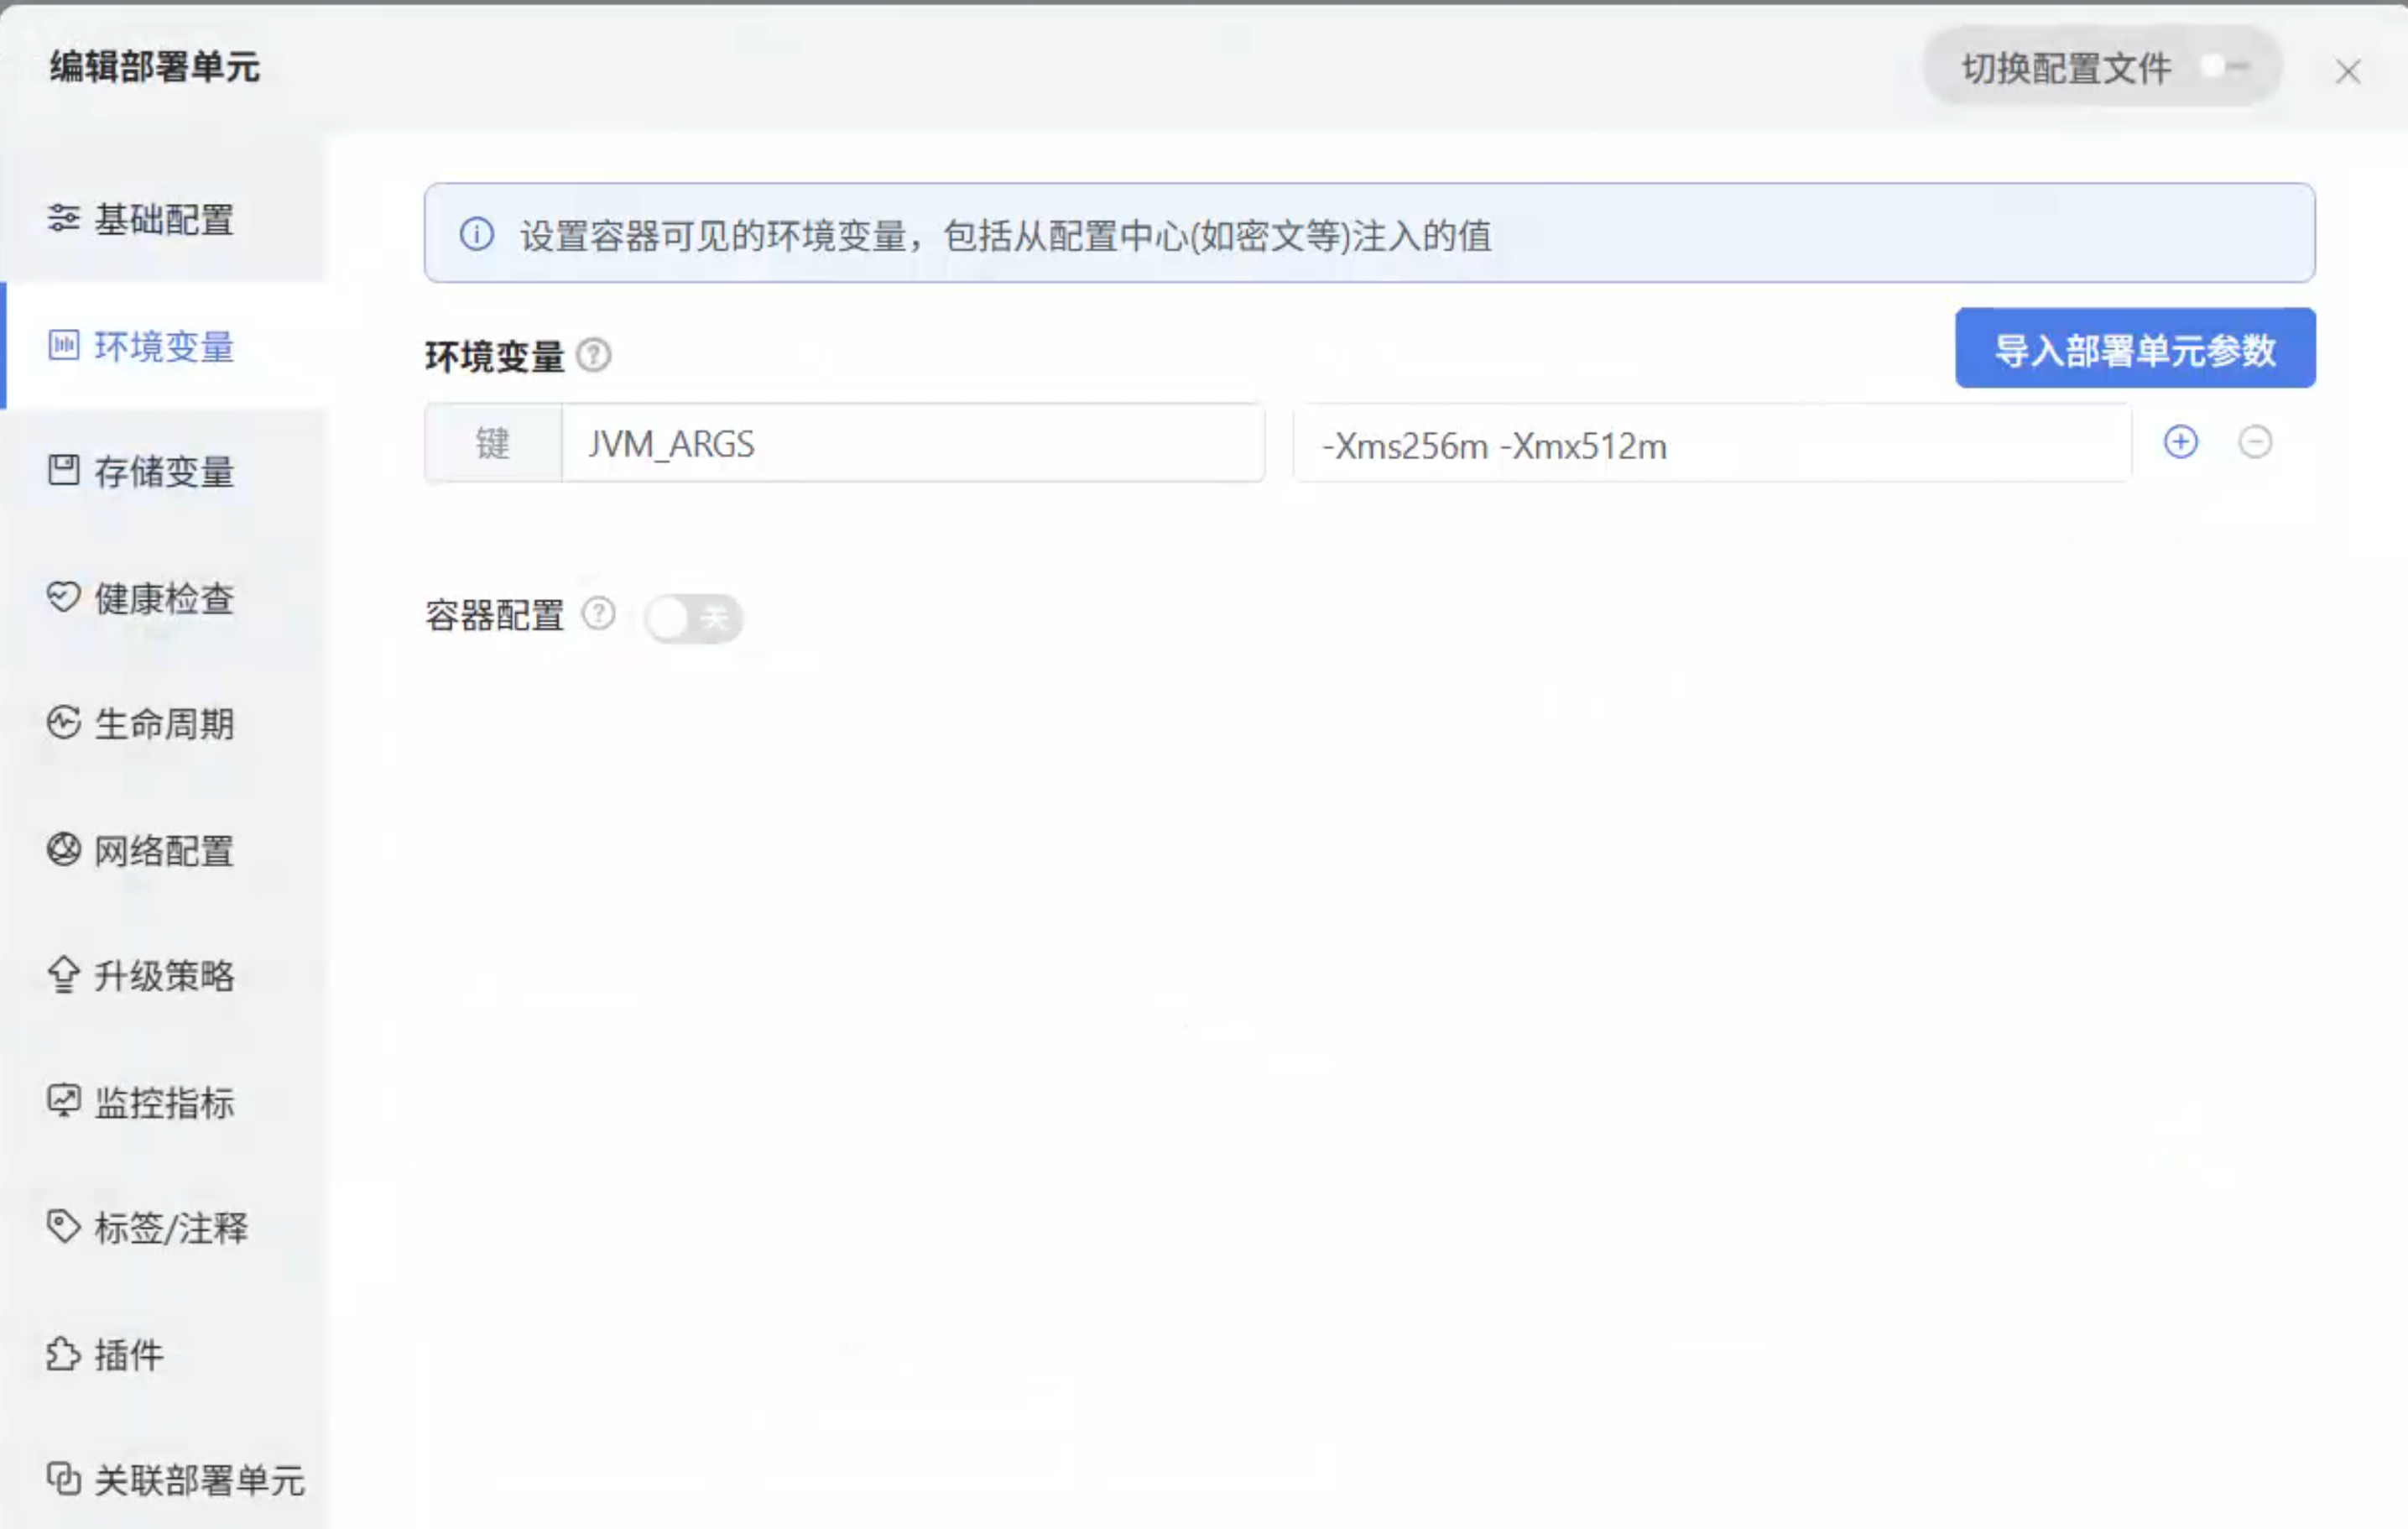 编辑部署单元
切换配置文件
基础配置
环境变量
存储变量
健康检查
生命周期
网络配置
升级策略
监控指标
标签/注释
插件
关联部署单元
设置容器可见的环境变量，包括从配置中心(如密文等)注入的值
环境变量
导入部署单元参数
键 JVM_ARGS -Xms256m -Xmx512m
容器配置 关